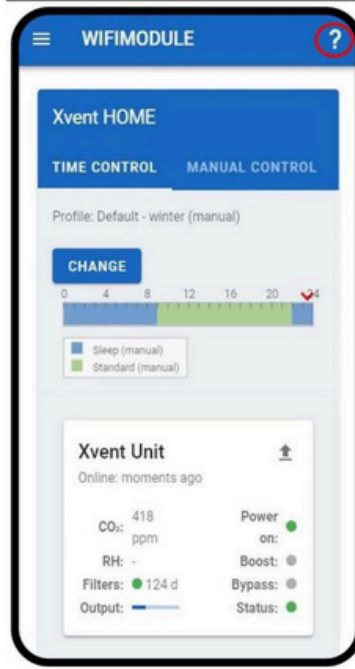 WIFIMODULE ?
Xvent HOME
TIME CONTROL MANUAL CONTROL
Profile: Default - winter (manual)
CHANGE
0 4 8 12 16 20 24
Sleep (manual)
Standard (manual)
Xvent Unit
Online: moments ago
CO₂: 418 ppm
Power on:
RH: -
Boost:
Filters: 124 d
Bypass:
Output:
Status: